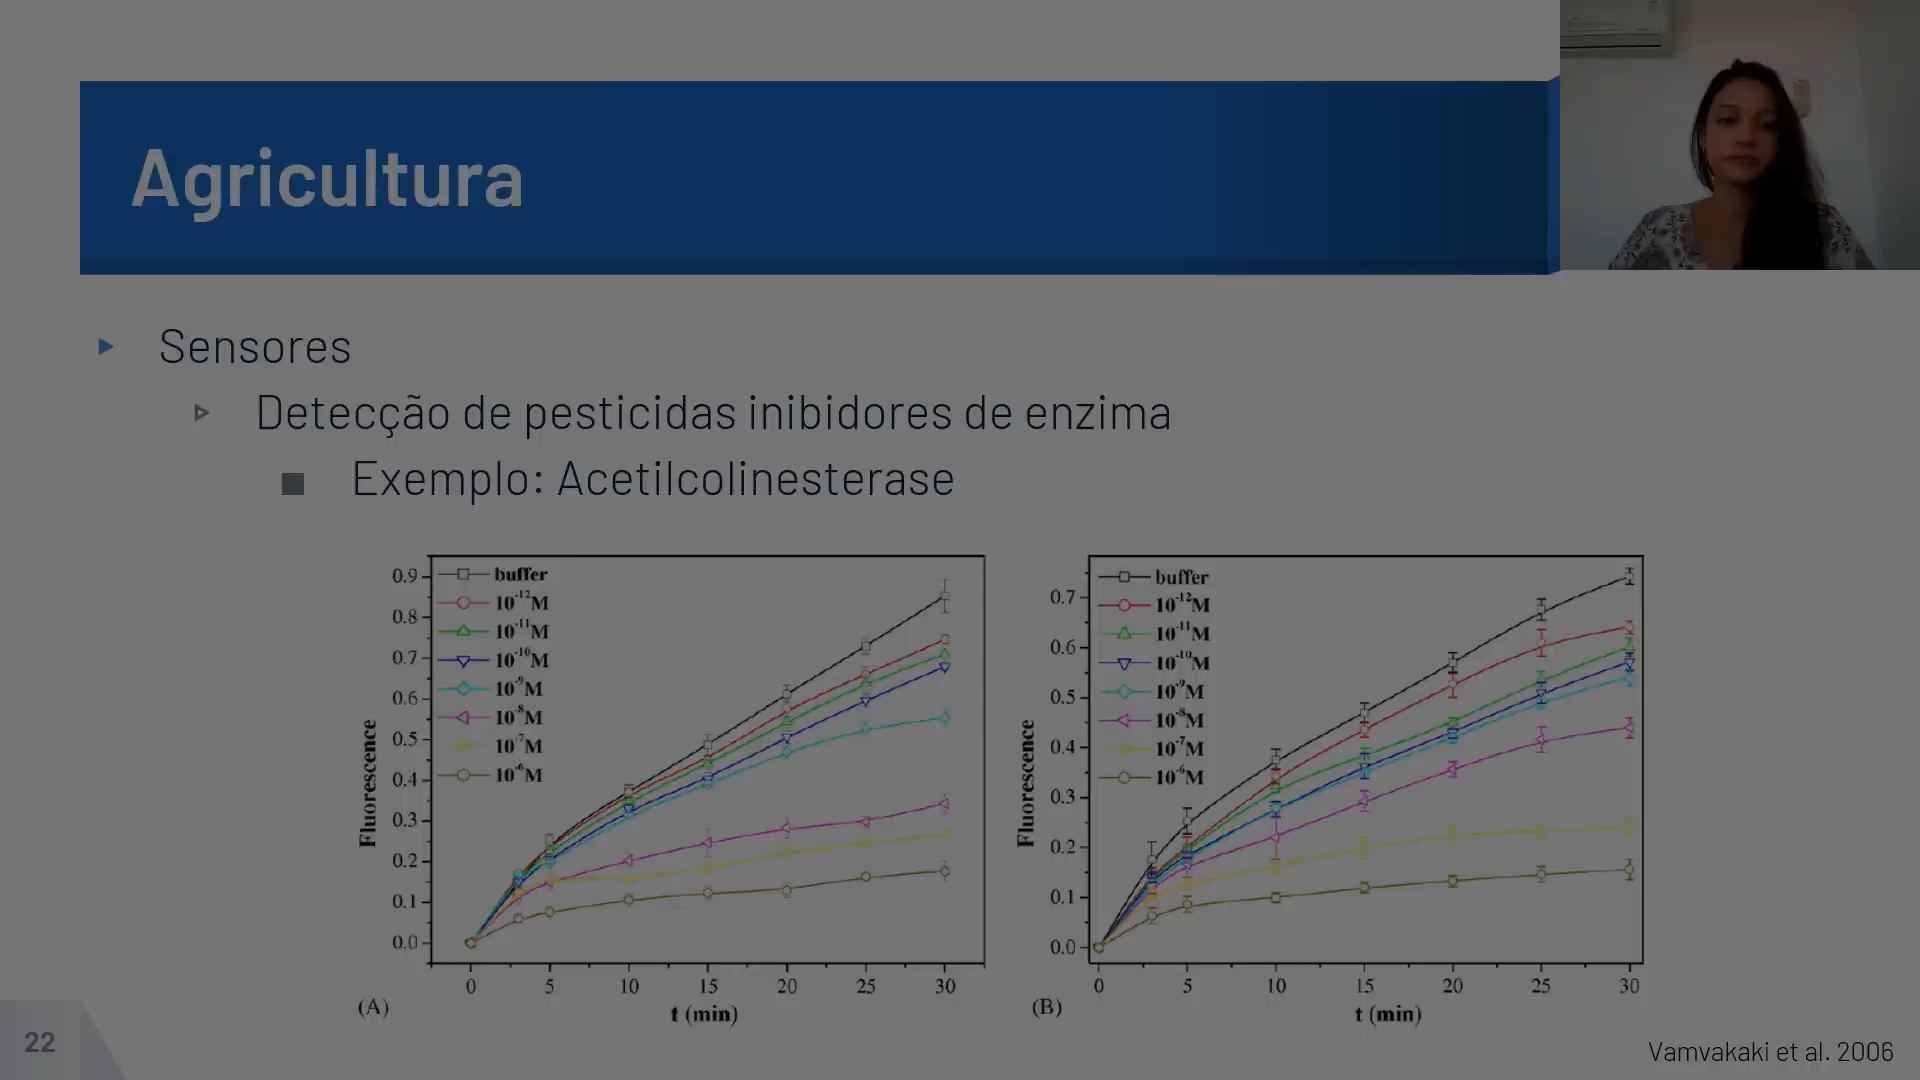 Agricultura
Sensores
Detecção de pesticidas inibidores de enzima
Exemplo: Acetilcolinesterase
0.9
0.8
0.7
0.6
0.5
0.4
0.3
0.2
0.1
0.0
Fluorescence
buffer
10⁻¹²M
10⁻¹¹M
10⁻¹⁰M
10⁻⁹M
10⁻⁸M
10⁻⁷M
10⁻⁶M
0 5 10 15 20 25 30
(A)
t (min)
0.7
0.6
0.5
0.4
0.3
0.2
0.1
0.0
Fluorescence
buffer
10⁻¹²M
10⁻¹¹M
10⁻¹⁰M
10⁻⁹M
10⁻⁸M
10⁻⁷M
10⁻⁶M
0 5 10 15 20 25 30
(B)
t (min)
22
Vamvakaki et al. 2006